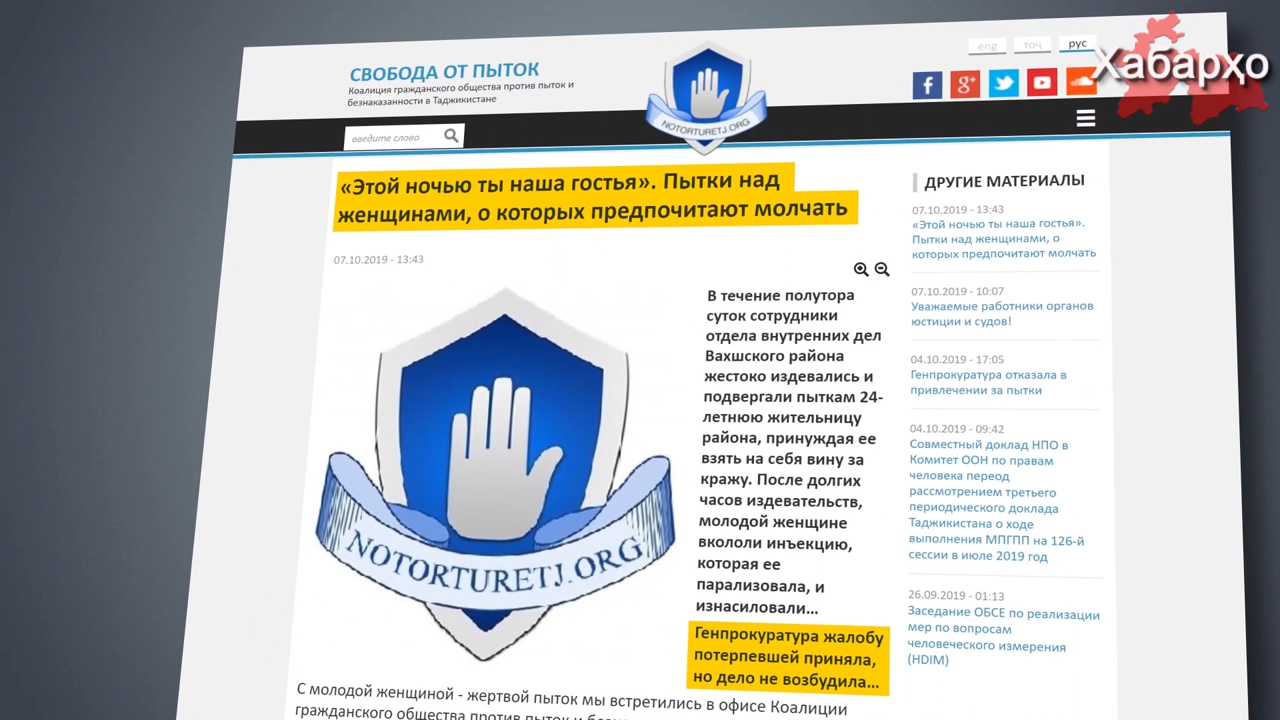 eng
тоҷ
рус
Хабарҳо
СВОБОДА ОТ ПЫТОК
Коалиция гражданского общества против пыток и
безнаказанности в Таджикистане
введите слово
NOTORTURETJ.ORG
«Этой ночью ты наша гостья». Пытки над
женщинами, о которых предпочитают молчать
07.10.2019 - 13:43
NOTORTURETJ.ORG
В течение полутора
суток сотрудники
отдела внутренних дел
Вахшского района
жестоко издевались и
подвергали пыткам 24-
летнюю жительницу
района, принуждая ее
взять на себя вину за
кражу. После долгих
часов издевательств,
молодой женщине
вкололи инъекцию,
которая ее
парализовала, и
изнасиловали...
Генпрокуратура жалобу
потерпевшей приняла,
но дело не возбудила...
С молодой женщиной - жертвой пыток мы встретились в офисе Коалиции
гражданского общества против пыток и
ДРУГИЕ МАТЕРИАЛЫ
07.10.2019 - 13:43
«Этой ночью ты наша гостья».
Пытки над женщинами, о
которых предпочитают молчать
07.10.2019 - 10:07
Уважаемые работники органов
юстиции и судов!
04.10.2019 - 17:05
Генпрокуратура отказала в
привлечении за пытки
04.10.2019 - 09:42
Совместный доклад НПО в
Комитет ООН по правам
человека переод
рассмотрением третьего
периодического доклада
Таджикистана о ходе
выполнения МПГПП на 126-й
сессии в июле 2019 год
26.09.2019 - 01:13
Заседание ОБСЕ по реализации
мер по вопросам
человеческого измерения
(HDIM)